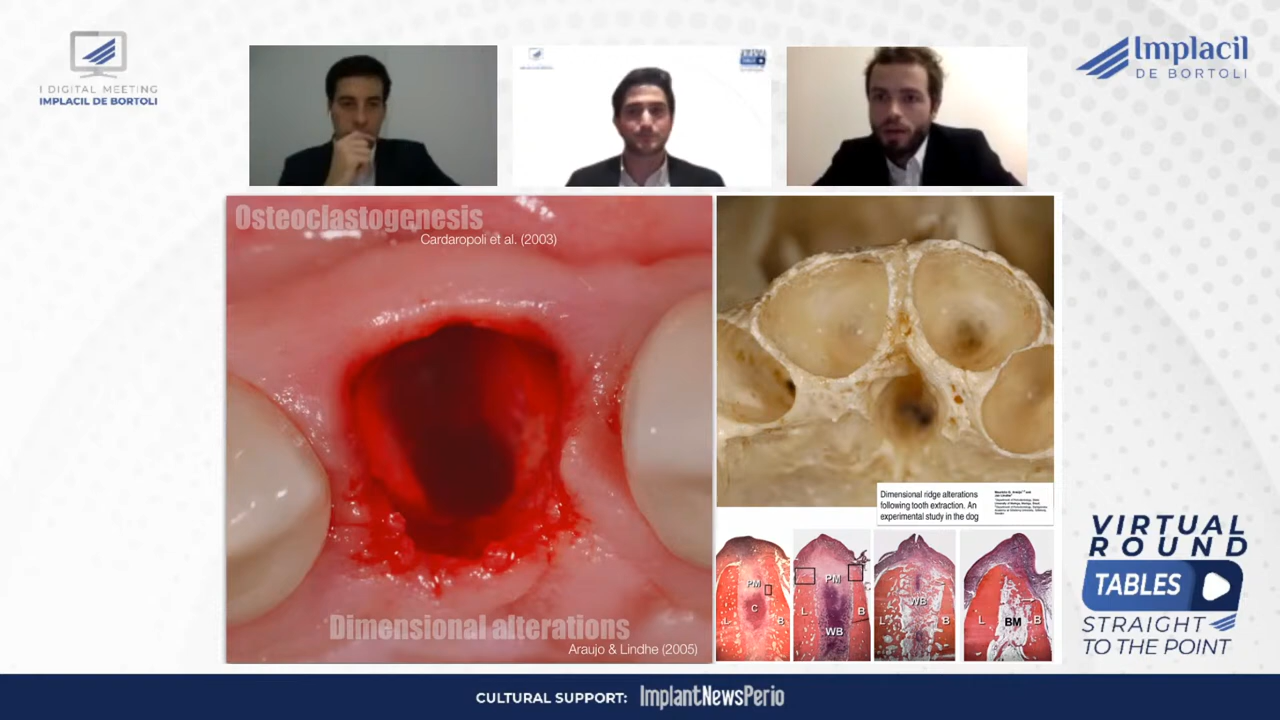 I DIGITAL MEETING
IMPLACIL DE BORTOLI
Implacil
DE BORTOLI
Osteoclastogenesis
Cardaropoli et al. (2003)
Dimensional alterations
Araujo & Lindhe (2005)
Dimensional ridge alterations
following tooth extraction. An
experimental study in the dog
PM
C
L
B
PM
L
B
WB
WB
L
B
L
BM
B
VIRTUAL
ROUND
TABLES
STRAIGHT
TO THE POINT
CULTURAL SUPPORT: ImplantNewsPerio